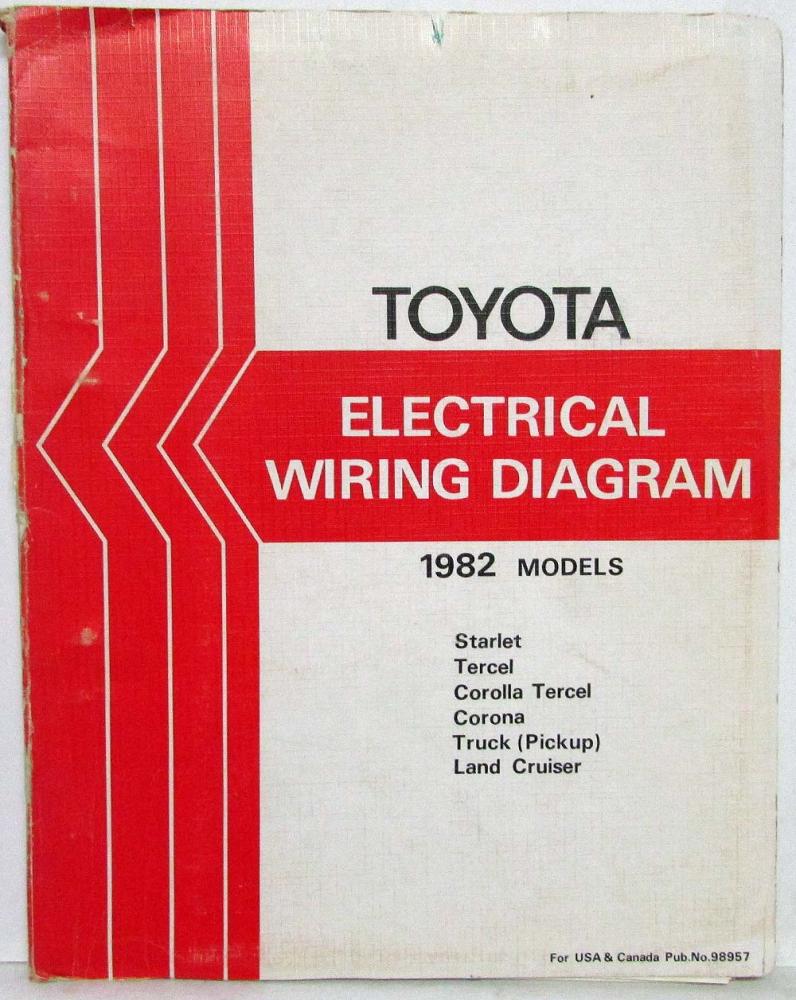 TOYOTA
ELECTRICAL
WIRING DIAGRAM
1982 MODELS
Starlet
Tercel
Corolla Tercel
Corona
Truck (Pickup)
Land Cruiser
For USA & Canada Pub.No.98957